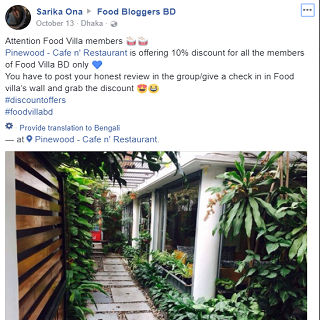 Sarika Ona ▸ Food Bloggers BD
October 13 · Dhaka ·
Attention Food Villa members 🍿🍿
Pinewood - Cafe n' Restaurant is offering 10% discount for all the members
of Food Villa BD only 💙
You have to post your honest review in the group/give a check in in Food
villa's wall and grab the discount 😍😂
#discountoffers
#foodvillabd
Provide translation to Bengali
— at Pinewood - Cafe n' Restaurant.